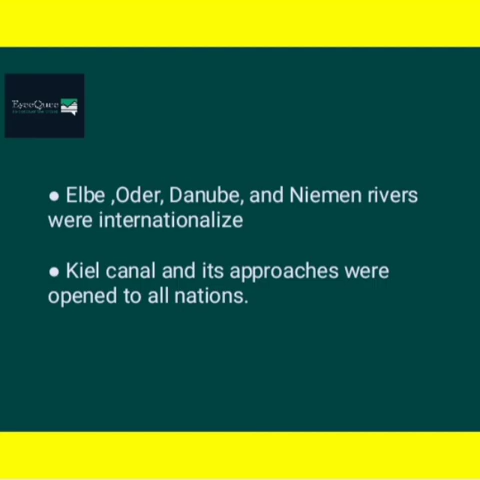 ● Elbe ,Oder, Danube, and Niemen rivers
were internationalize
● Kiel canal and its approaches were
opened to all nations.